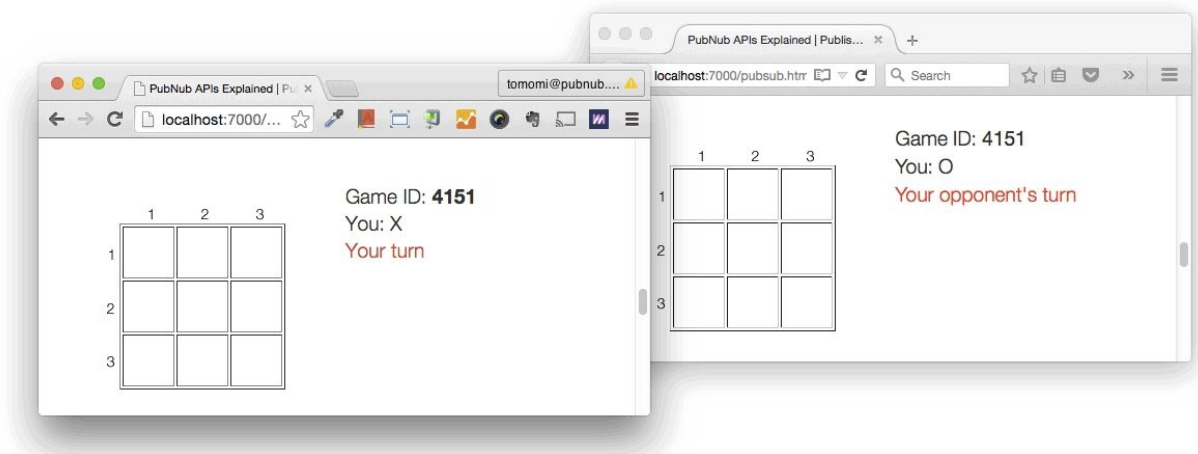 PubNub APIs Explained | Pu
tomomi@pubnub....
localhost:7000/...
Game ID: 4151
You: X
Your turn
1 2 3
1
2
3
PubNub APIs Explained | Publis...
localhost:7000/pubsub.htm
Search
Game ID: 4151
You: O
Your opponent's turn
1 2 3
1
2
3